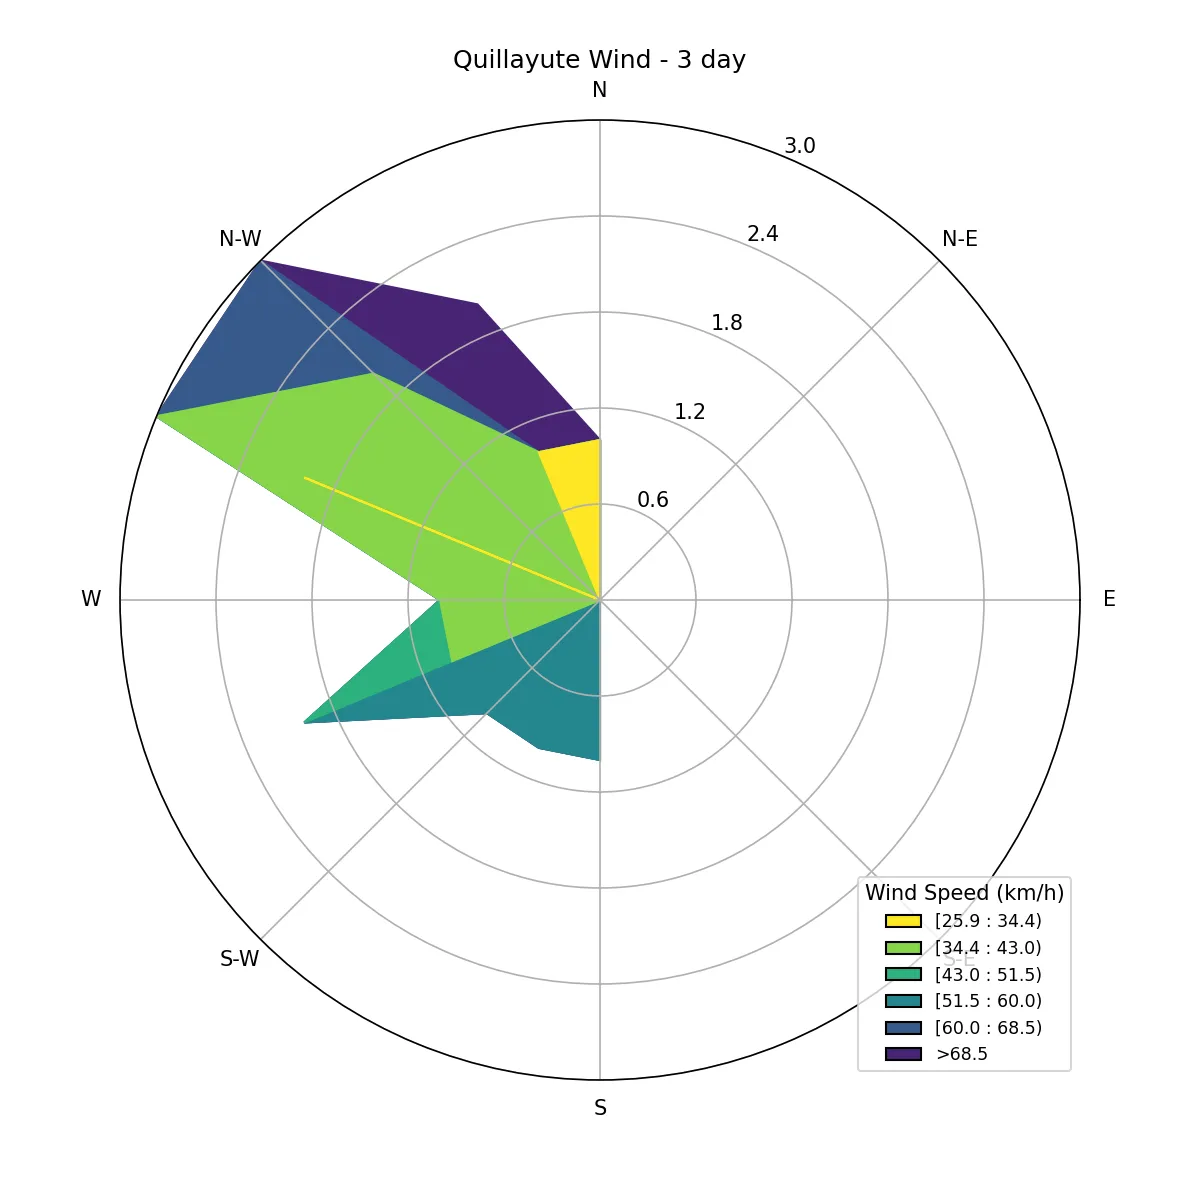 Quillayute Wind - 3 day
N
3.0
N-W
2.4
N-E
1.8
1.2
0.6
W
E
Wind Speed (km/h)
[25.9 : 34.4)
[34.4 : 43.0)
S-W
S-E
[43.0 : 51.5)
[51.5 : 60.0)
[60.0 : 68.5)
>68.5
S